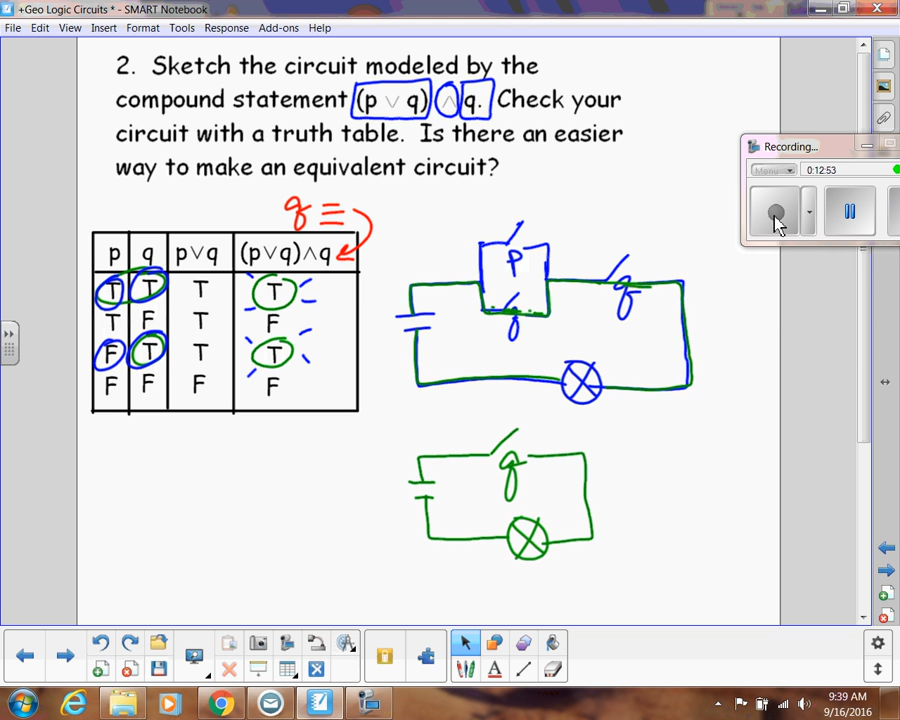 +Geo Logic Circuits * - SMART Notebook
File Edit View Insert Format Tools Response Add-ons Help
2. Sketch the circuit modeled by the
compound statement (p ∨ q) ∧ q. Check your
circuit with a truth table. Is there an easier
way to make an equivalent circuit?
Recording...
Menu 0:12:53
q ≡
p q p∨q (p∨q)∧q
T T T T
T F T F
F T T T
F F F F
p
q
q
q
9:39 AM
9/16/2016